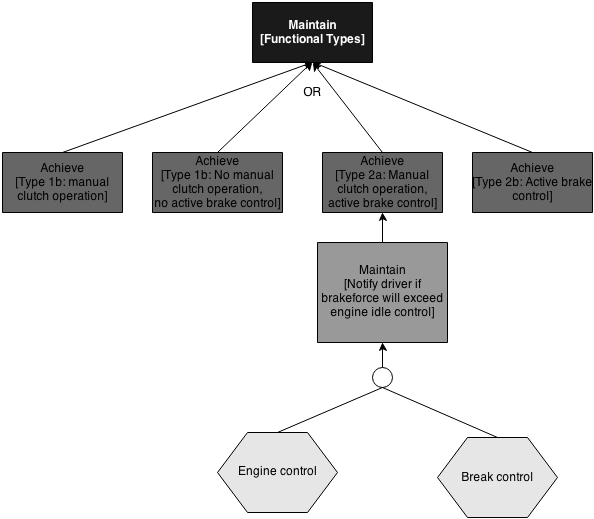 Maintain
[Functional Types]
OR
Achieve
[Type 1b: manual
clutch operation]
Achieve
[Type 1b: No manual
clutch operation,
no active brake control]
Achieve
[Type 2a: Manual
clutch operation,
active brake control]
Achieve
[Type 2b: Active brake
control]
Maintain
[Notify driver if
brakeforce will exceed
engine idle control]
Engine control
Break control